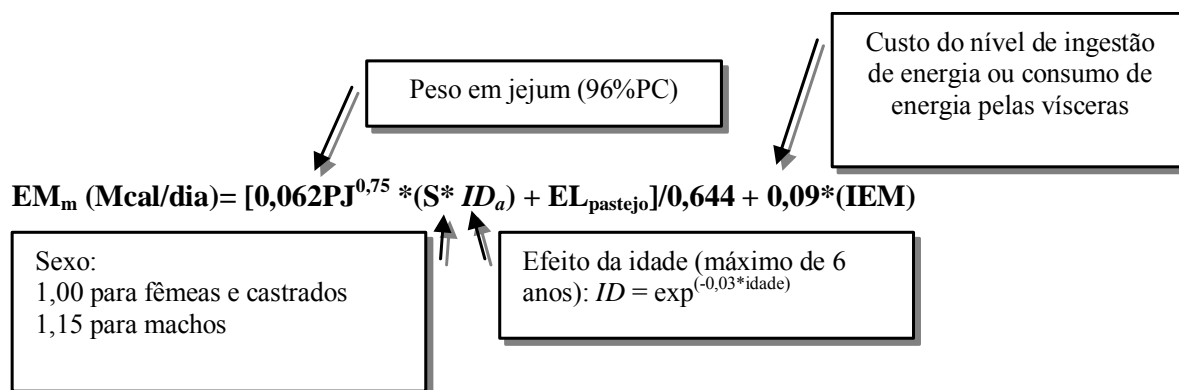 Custo do nível de ingestão
de energia ou consumo de
energia pelas vísceras
Peso em jejum (96%PC)
EMm (Mcal/dia)= [0,062PJ^0,75 *(S* IDa) + ELpastejo]/0,644 + 0,09*(IEM)
Sexo:
1,00 para fêmeas e castrados
1,15 para machos
Efeito da idade (máximo de 6
anos): ID = exp^(-0,03*idade)